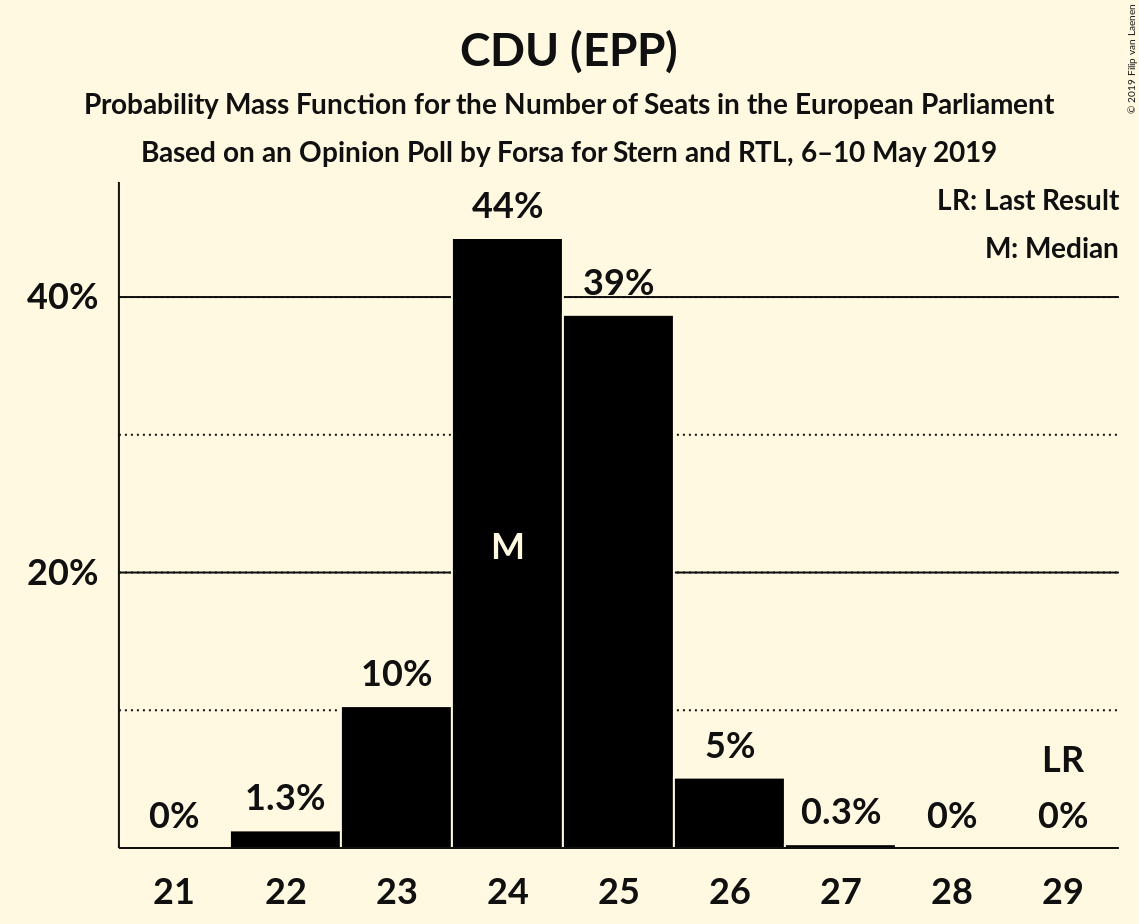 CDU (EPP)
Probability Mass Function for the Number of Seats in the European Parliament
Based on an Opinion Poll by Forsa for Stern and RTL, 6–10 May 2019
© 2019 Filip van Laenen
LR: Last Result
M: Median
40%
20%
0%
1.3%
10%
44%
M
39%
5%
0.3%
0%
LR
0%
21 22 23 24 25 26 27 28 29